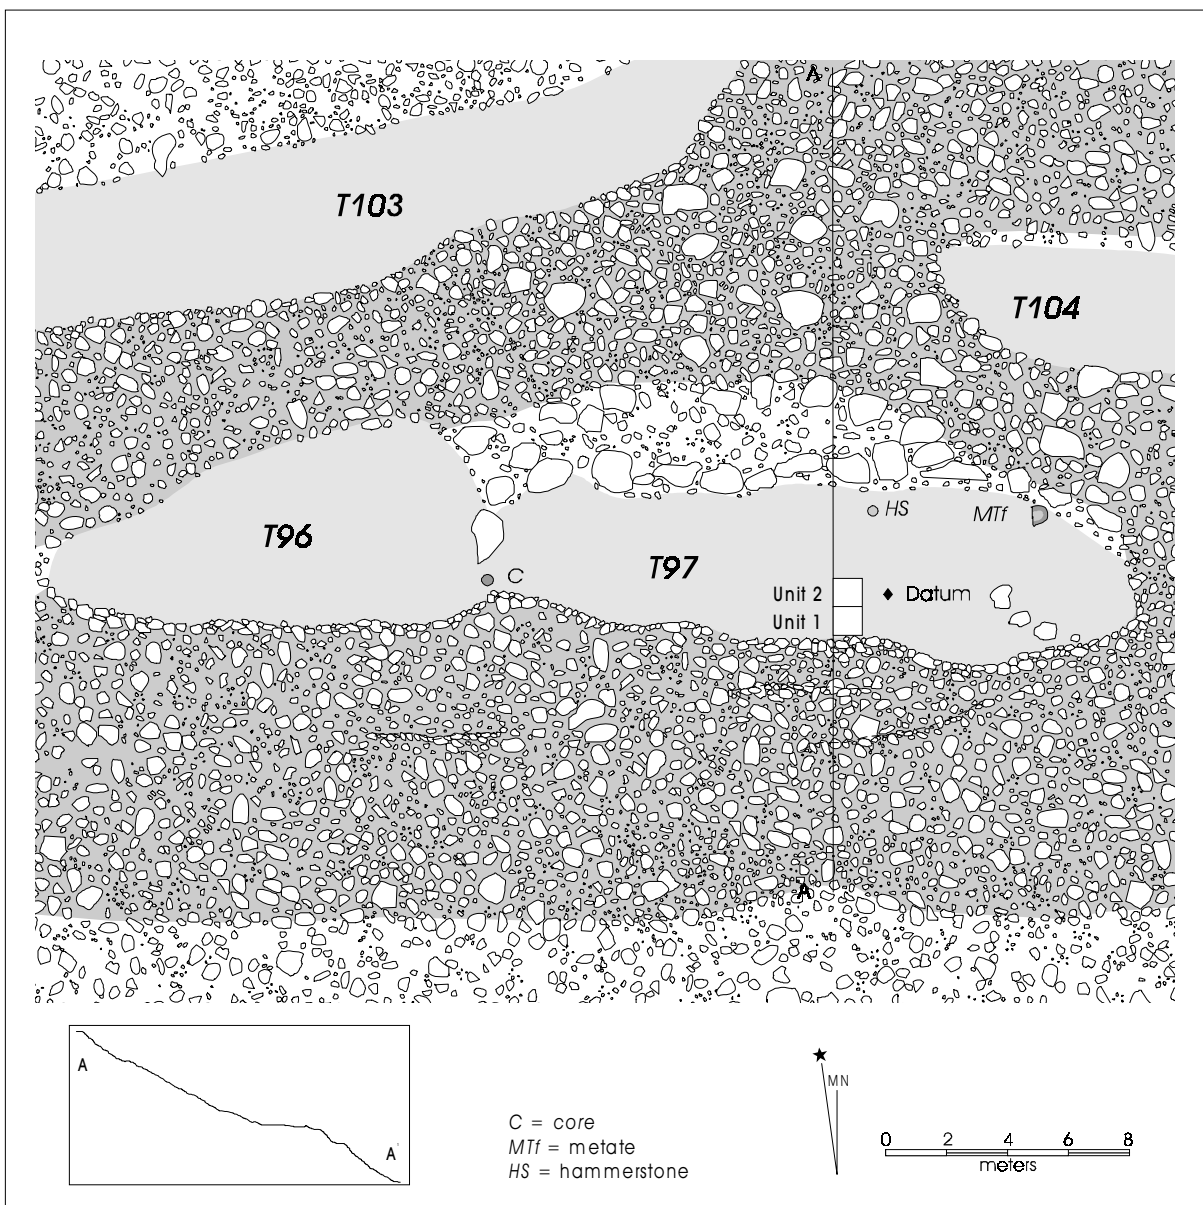 A
T103
T104
T96
HS
MTf
T97
C
Unit 2
Datum
Unit 1
A
A
A'
MN
C = core
MTf = metate
HS = hammerstone
0 2 4 6 8
meters